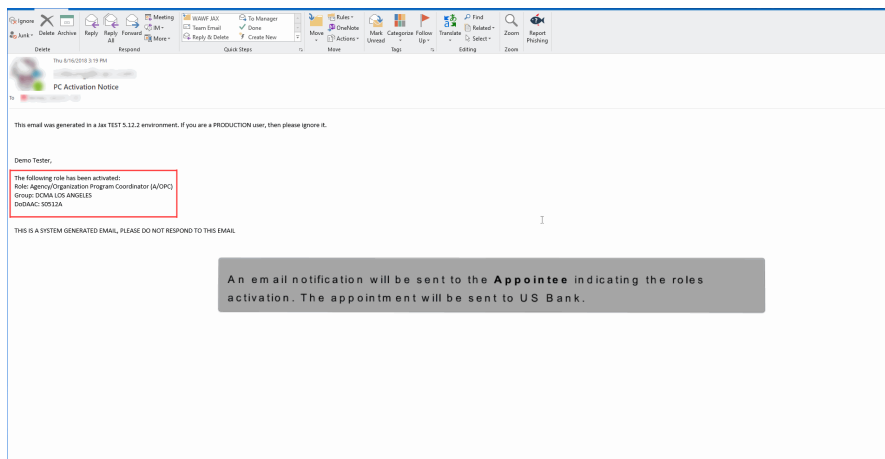 Ignore
Junk
Delete Archive
Reply Reply All Forward
Meeting
IM
More
WAWF JAX
Team Email
Reply & Delete
To Manager
Done
Create New
Move
Rules
OneNote
Actions
Mark Unread
Categorize
Follow Up
Translate
Find
Related
Select
Zoom
Report Phishing
Delete Respond Quick Steps Move Tags Editing Zoom
Thu 8/16/2018 3:19 PM
PC Activation Notice
To
This email was generated in a Jax TEST 5.12.2 environment. If you are a PRODUCTION user, then please ignore it.
Demo Tester,
The following role has been activated:
Role: Agency/Organization Program Coordinator (A/OPC)
Group: DCMA LOS ANGELES
DoDAAC: S0512A
THIS IS A SYSTEM GENERATED EMAIL, PLEASE DO NOT RESPOND TO THIS EMAIL
An email notification will be sent to the Appointee indicating the roles
activation. The appointment will be sent to US Bank.